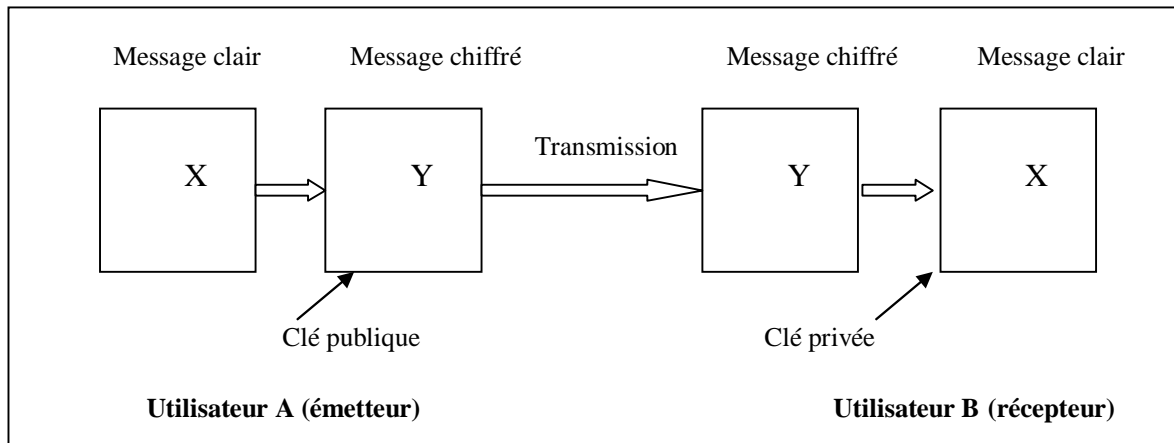 Message clair Message chiffré Message chiffré Message clair
Transmission
X Y Y X
Clé publique Clé privée
Utilisateur A (émetteur) Utilisateur B (récepteur)